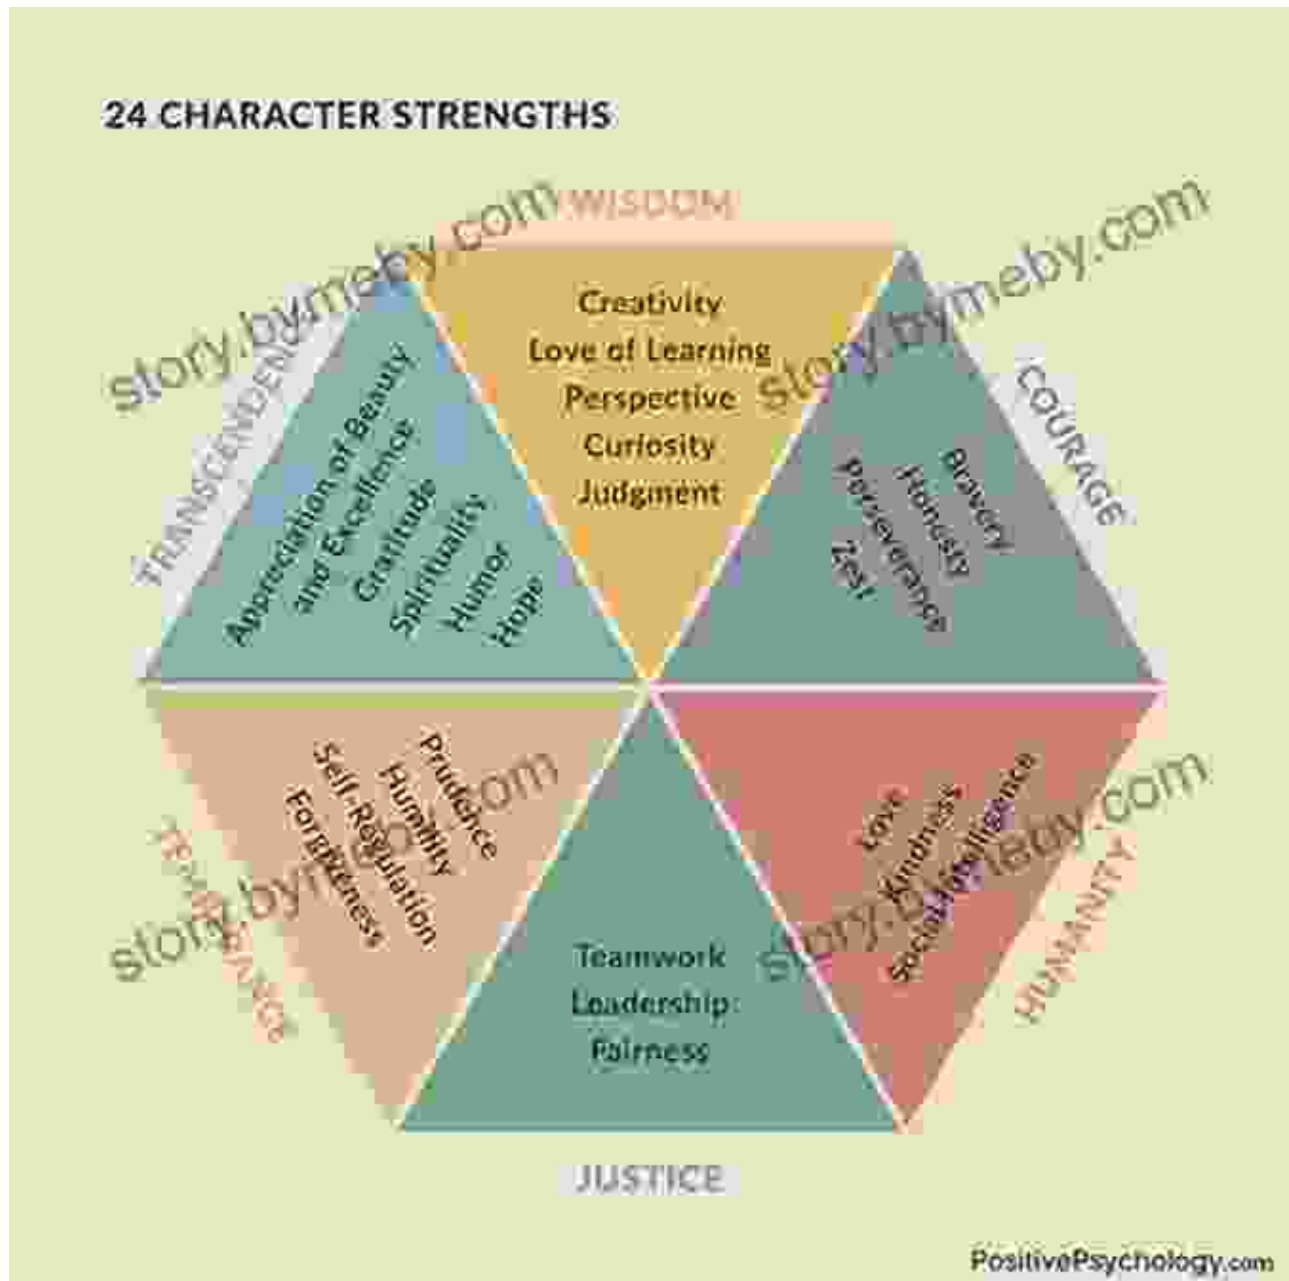 24 CHARACTER STRENGTHS
WISDOM
Creativity
Love of Learning
Perspective
Curiosity
Judgment
COURAGE
Bravery
Honesty
Perseverance
Zest
HUMANITY
Love
Kindness
Social Intelligence
JUSTICE
Teamwork
Leadership
Fairness
TEMPERANCE
Prudence
Humility
Self-Regulation
Forgiveness
TRANSCENDENCE
Appreciation of Beauty
and Excellence
Gratitude
Spirituality
Humor
Hope
story.bymeby.com
story.bymeby.com
story.bymeby.com
story.bymeby.com
PositivePsychology.com